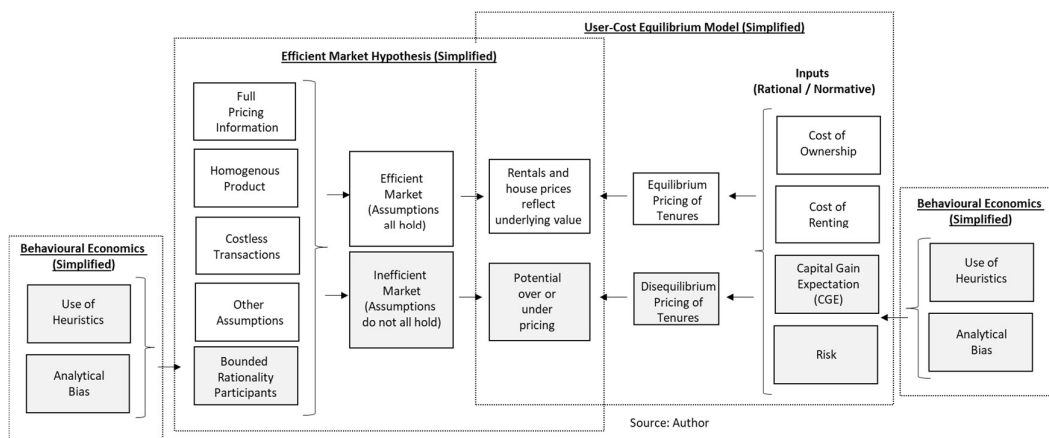 User-Cost Equilibrium Model (Simplified)
Efficient Market Hypothesis (Simplified)
Behavioural Economics
(Simplified)
Use of
Heuristics
Analytical
Bias
Full
Pricing
Information
Homogenous
Product
Costless
Transactions
Other
Assumptions
Bounded
Rationality
Participants
Efficient
Market
(Assumptions
all hold)
Inefficient
Market
(Assumptions
do not all hold)
Rentals and
house prices
reflect
underlying
value
Potential
over or
under
pricing
Equilibrium
Pricing of
Tenures
Disequilibrium
Pricing of
Tenures
Inputs
(Rational / Normative)
Cost of
Ownership
Cost of
Renting
Capital Gain
Expectation
(CGE)
Risk
Behavioural Economics
(Simplified)
Use of
Heuristics
Analytical
Bias
Source: Author